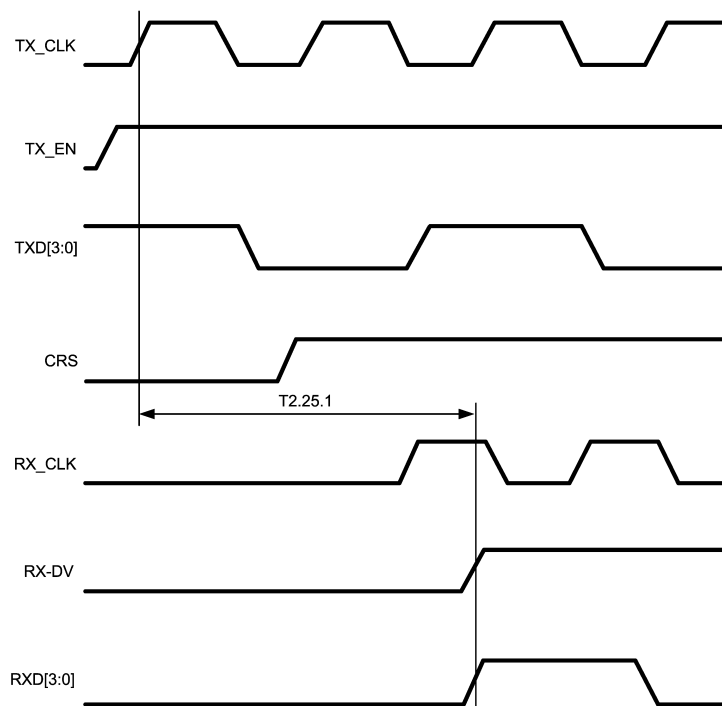 TX_CLK
TX_EN
TXD[3:0]
CRS
T2.25.1
RX_CLK
RX-DV
RXD[3:0]